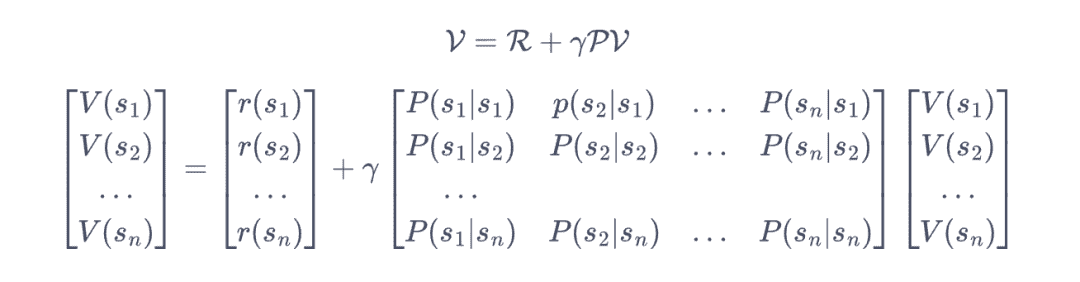 𝒱 = ℛ + γ𝒫𝒱
V(s₁) r(s₁) P(s₁|s₁) p(s₂|s₁) … P(sₙ|s₁) V(s₁)
V(s₂) r(s₂) P(s₁|s₂) P(s₂|s₂) … P(sₙ|s₂) V(s₂)
… = … + γ … …
V(sₙ) r(sₙ) P(s₁|sₙ) P(s₂|sₙ) … P(sₙ|sₙ) V(sₙ)